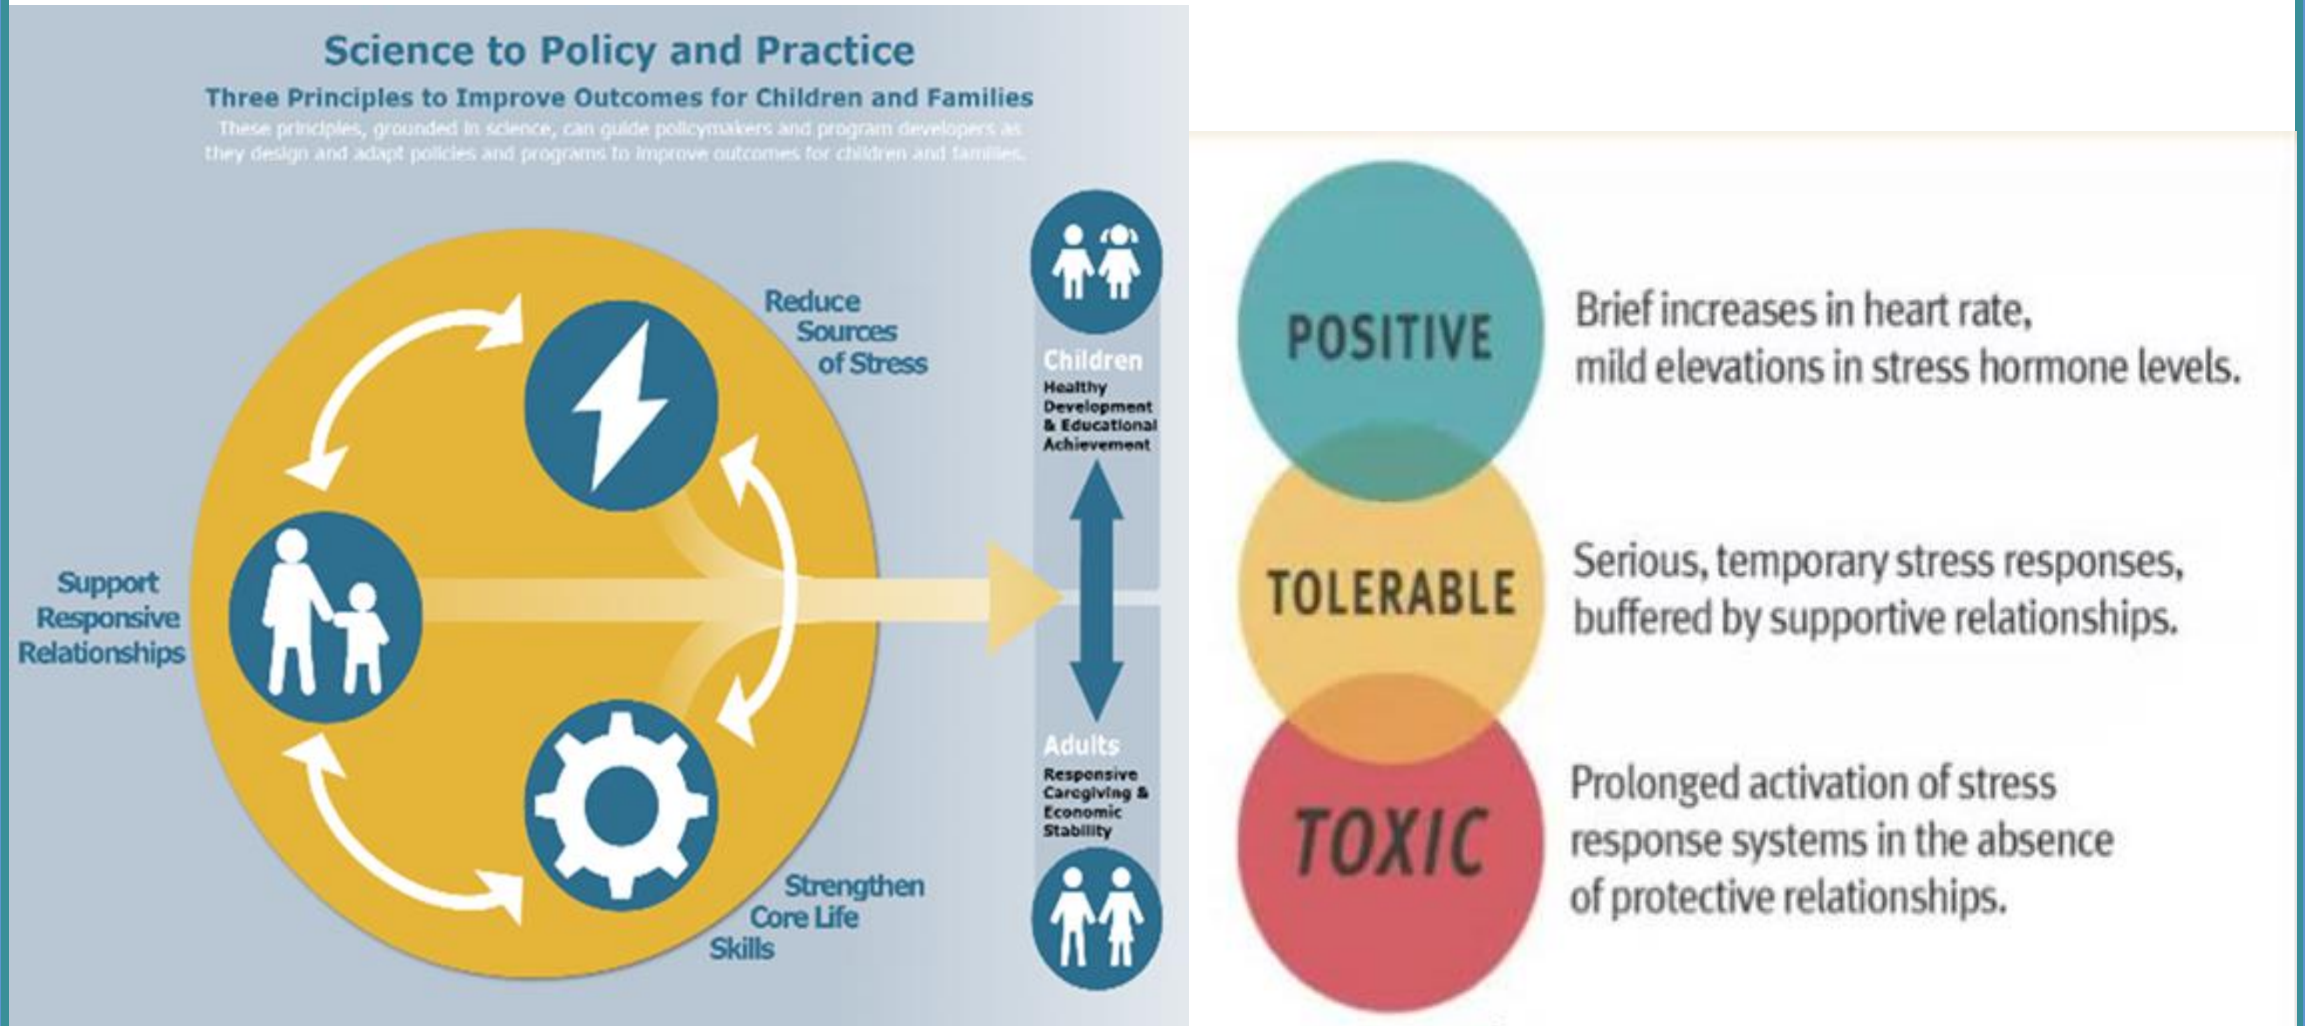 Science to Policy and Practice
Three Principles to Improve Outcomes for Children and Families
These principles, grounded in science, can guide policymakers and program developers as
they design and adapt policies and programs to improve outcomes for children and families.
Reduce
Sources
of Stress
Support
Responsive
Relationships
Strengthen
Core Life
Skills
Children
Healthy
Development
& Educational
Achievement
Adults
Responsive
Caregiving &
Economic
Stability
POSITIVE
Brief increases in heart rate,
mild elevations in stress hormone levels.
TOLERABLE
Serious, temporary stress responses,
buffered by supportive relationships.
TOXIC
Prolonged activation of stress
response systems in the absence
of protective relationships.